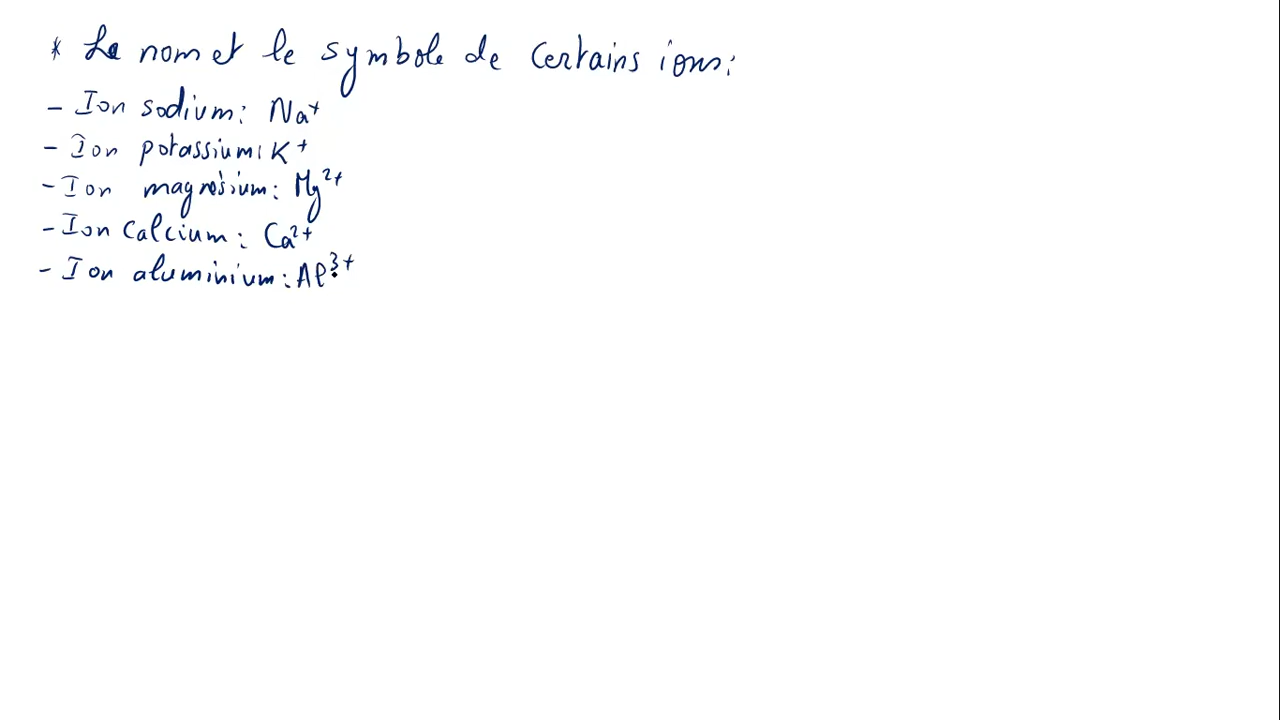 * Le nom et le symbole de certains ions:
- Ion sodium: Na⁺
- Ion potassium: K⁺
- Ion magnésium: Mg²⁺
- Ion calcium: Ca²⁺
- Ion aluminium: Al³⁺